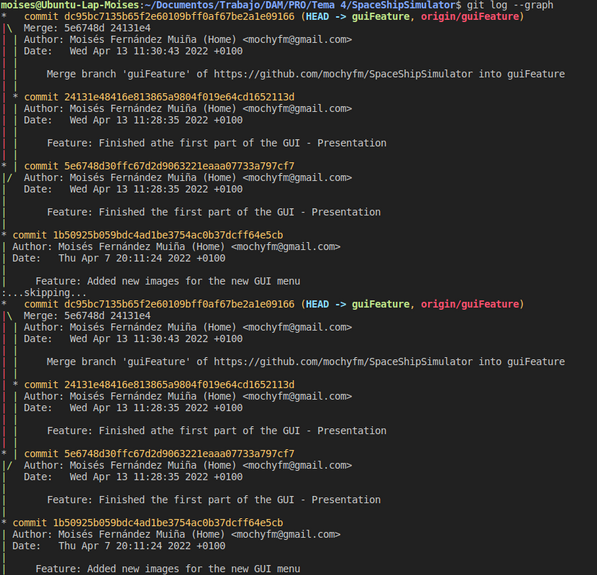 moises@Ubuntu-Lap-Moises:~/Documentos/Trabajo/DAM/PRO/Tema 4/SpaceShipSimulator$ git log --graph
*   commit dc95bc7135b65f2e60109bff0af67be2a1e09166 (HEAD -> guiFeature, origin/guiFeature)
|\  Merge: 5e6748d 24131e4
| | Author: Moisés Fernández Muiña (Home) <mochyfm@gmail.com>
| | Date:   Wed Apr 13 11:30:43 2022 +0100
| |
| |     Merge branch 'guiFeature' of https://github.com/mochyfm/SpaceShipSimulator into guiFeature
| |
| * commit 24131e48416e813865a9804f019e64cd1652113d
| | Author: Moisés Fernández Muiña (Home) <mochyfm@gmail.com>
| | Date:   Wed Apr 13 11:28:35 2022 +0100
| |
| |     Feature: Finished athe first part of the GUI - Presentation
| |
* | commit 5e6748d30ffc67d2d9063221eaaa07733a797cf7
|/  Author: Moisés Fernández Muiña (Home) <mochyfm@gmail.com>
|   Date:   Wed Apr 13 11:28:35 2022 +0100
|
|       Feature: Finished the first part of the GUI - Presentation
|
* commit 1b50925b059bdc4ad1be3754ac0b37dcff64e5cb
| Author: Moisés Fernández Muiña (Home) <mochyfm@gmail.com>
| Date:   Thu Apr 7 20:11:24 2022 +0100
|
|     Feature: Added new images for the new GUI menu
:...skipping...
*   commit dc95bc7135b65f2e60109bff0af67be2a1e09166 (HEAD -> guiFeature, origin/guiFeature)
|\  Merge: 5e6748d 24131e4
| | Author: Moisés Fernández Muiña (Home) <mochyfm@gmail.com>
| | Date:   Wed Apr 13 11:30:43 2022 +0100
| |
| |     Merge branch 'guiFeature' of https://github.com/mochyfm/SpaceShipSimulator into guiFeature
| |
| * commit 24131e48416e813865a9804f019e64cd1652113d
| | Author: Moisés Fernández Muiña (Home) <mochyfm@gmail.com>
| | Date:   Wed Apr 13 11:28:35 2022 +0100
| |
| |     Feature: Finished athe first part of the GUI - Presentation
| |
* | commit 5e6748d30ffc67d2d9063221eaaa07733a797cf7
|/  Author: Moisés Fernández Muiña (Home) <mochyfm@gmail.com>
|   Date:   Wed Apr 13 11:28:35 2022 +0100
|
|       Feature: Finished the first part of the GUI - Presentation
|
* commit 1b50925b059bdc4ad1be3754ac0b37dcff64e5cb
| Author: Moisés Fernández Muiña (Home) <mochyfm@gmail.com>
| Date:   Thu Apr 7 20:11:24 2022 +0100
|
|     Feature: Added new images for the new GUI menu